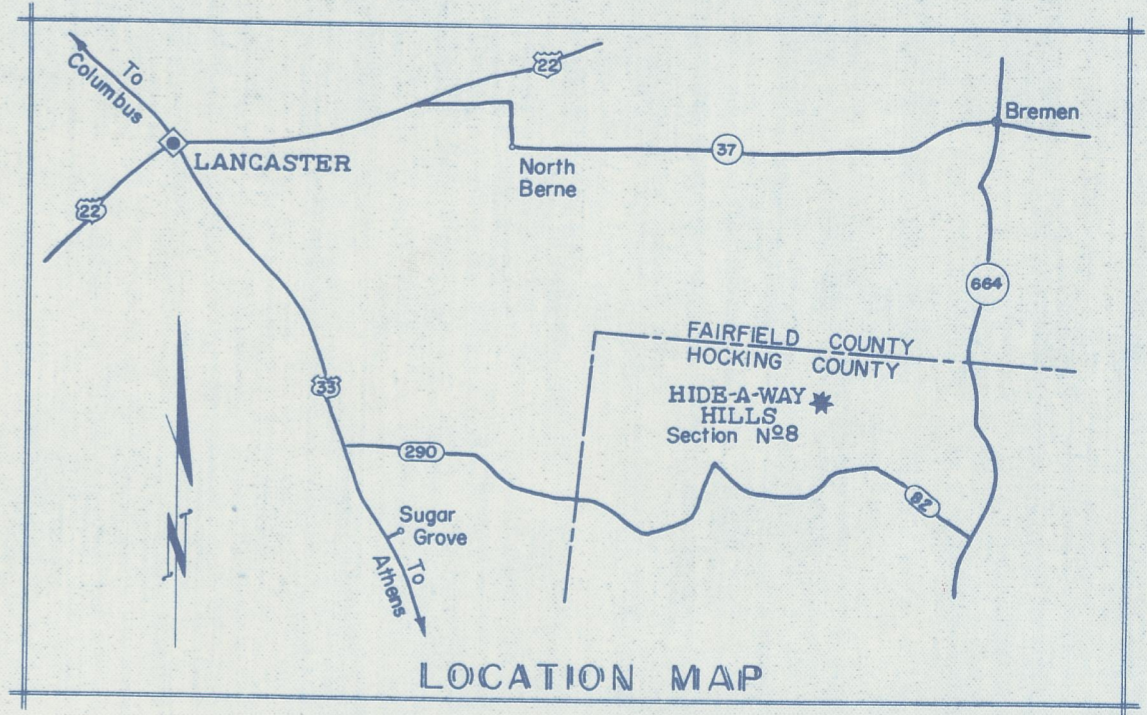 To
Columbus
22
LANCASTER
22
North
Berne
37
Bremen
664
FAIRFIELD COUNTY
HOCKING COUNTY
HIDE-A-WAY
HILLS
Section Nº8
33
290
82
Sugar
Grove
To
Athens
N
LOCATION MAP